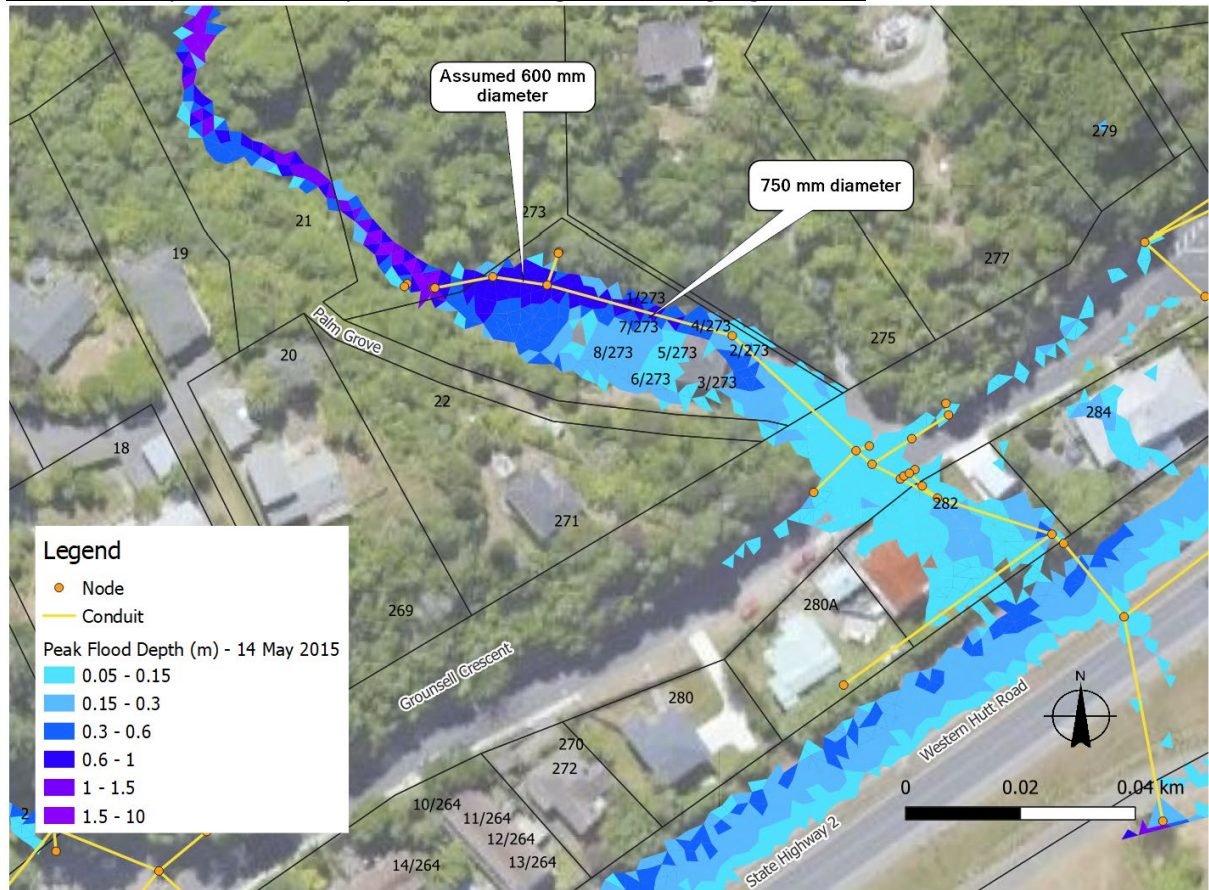 Assumed 600 mm
diameter
750 mm diameter
279
273
21
277
19
1/273
7/273
4/273
275
Palm Grove
8/273
5/273
2/273
20
6/273
3/273
22
284
18
282
271
280A
269
Grounsell Crescent
280
270
272
10/264
11/264
12/264
14/264
13/264
2
Western Hutt Road
State Highway 2
N
0 0.02 0.04 km
Legend
Node
Conduit
Peak Flood Depth (m) - 14 May 2015
0.05 - 0.15
0.15 - 0.3
0.3 - 0.6
0.6 - 1
1 - 1.5
1.5 - 10